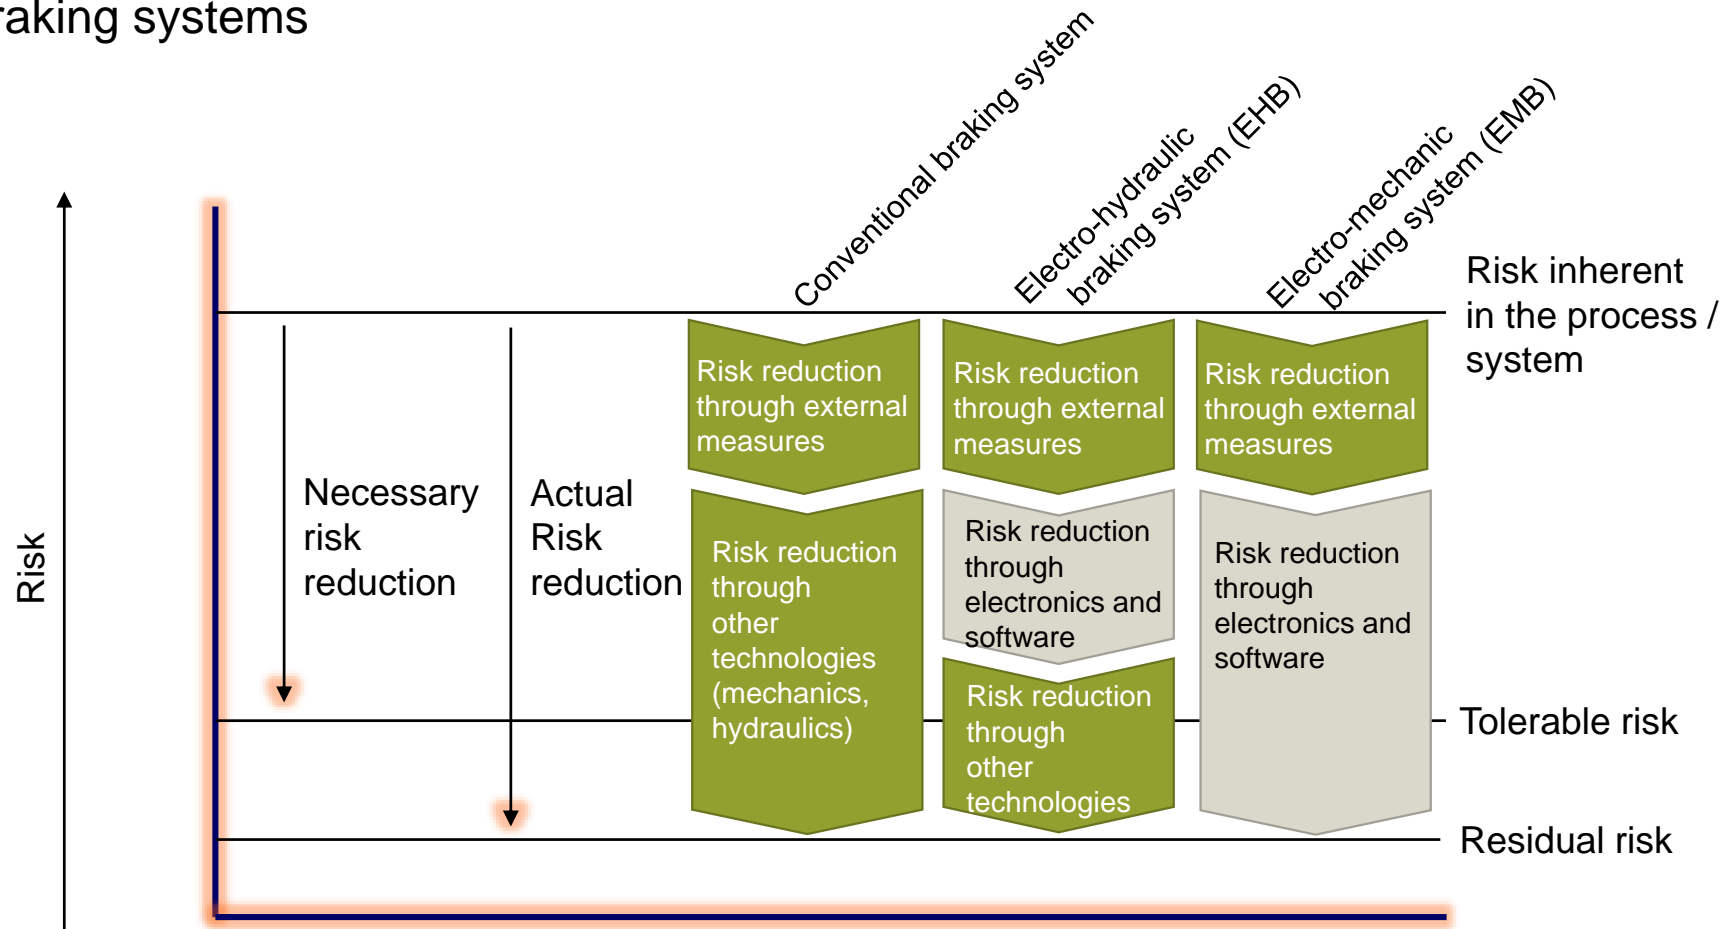 raking systems
Conventional braking system
Electro-hydraulic
braking system (EHB)
Electro-mechanic
braking system (EMB)
Risk inherent
in the process /
system
Risk reduction
through external
measures
Risk reduction
through external
measures
Risk reduction
through external
measures
Risk
Necessary
risk
reduction
Actual
Risk
reduction
Risk reduction
through
other
technologies
(mechanics,
hydraulics)
Risk reduction
through
electronics and
software
Risk reduction
through
other
technologies
Risk reduction
through
electronics and
software
Tolerable risk
Residual risk